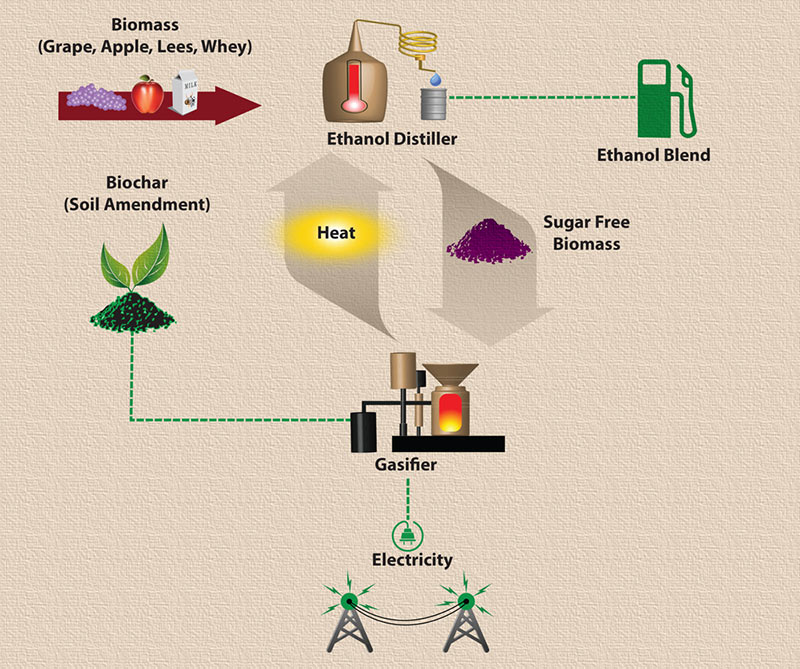 Biomass
(Grape, Apple, Lees, Whey)
MILK
Ethanol Distiller
Ethanol Blend
Biochar
(Soil Amendment)
Heat
Sugar Free
Biomass
Gasifier
Electricity